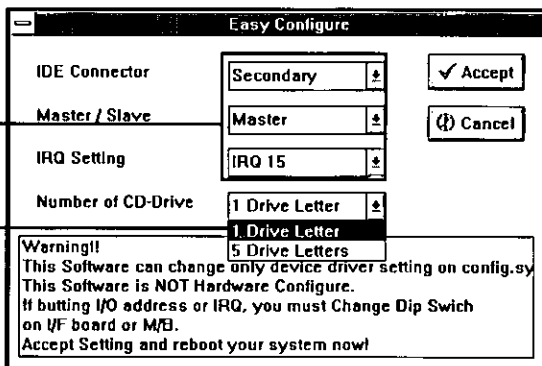 Easy Configure
IDE Connector
Secondary
Accept
Master / Slave
Master
Cancel
IRQ Setting
IRQ 15
Number of CD-Drive
1 Drive Letter
1 Drive Letter
5 Drive Letters
Warning!!
This Software can change only device driver setting on config.sy
This Software is NOT Hardware Configure.
If butting I/O address or IRQ, you must Change Dip Swich
on I/F board or M/B.
Accept Setting and reboot your system now!